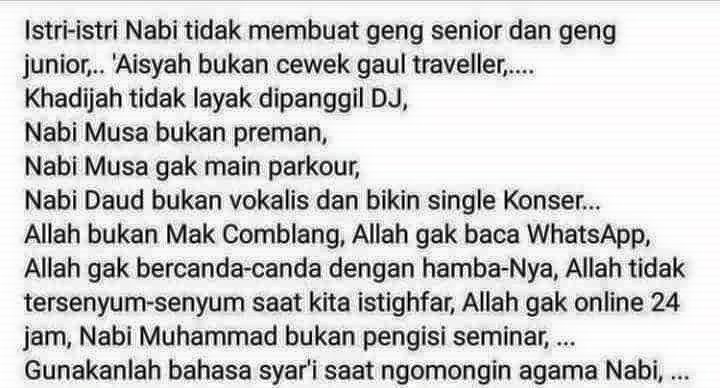 Istri-istri Nabi tidak membuat geng senior dan geng
junior,.. 'Aisyah bukan cewek gaul traveller,....
Khadijah tidak layak dipanggil DJ,
Nabi Musa bukan preman,
Nabi Musa gak main parkour,
Nabi Daud bukan vokalis dan bikin single Konser...
Allah bukan Mak Comblang, Allah gak baca WhatsApp,
Allah gak bercanda-canda dengan hamba-Nya, Allah tidak
tersenyum-senyum saat kita istighfar, Allah gak online 24
jam, Nabi Muhammad bukan pengisi seminar, ...
Gunakanlah bahasa syar'i saat ngomongin agama Nabi, ...